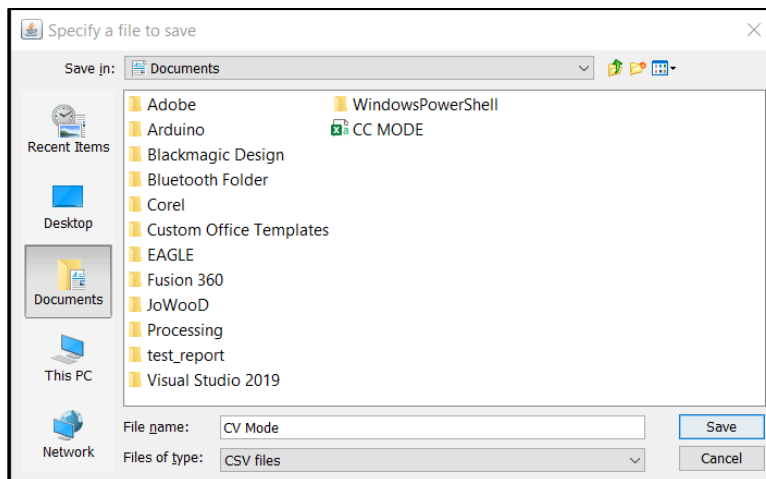 Specify a file to save
Save in: Documents
Recent Items
Desktop
Documents
This PC
Network
Adobe
Arduino
Blackmagic Design
Bluetooth Folder
Corel
Custom Office Templates
EAGLE
Fusion 360
JoWooD
Processing
test_report
Visual Studio 2019
WindowsPowerShell
CC MODE
File name: CV Mode Save
Files of type: CSV files Cancel